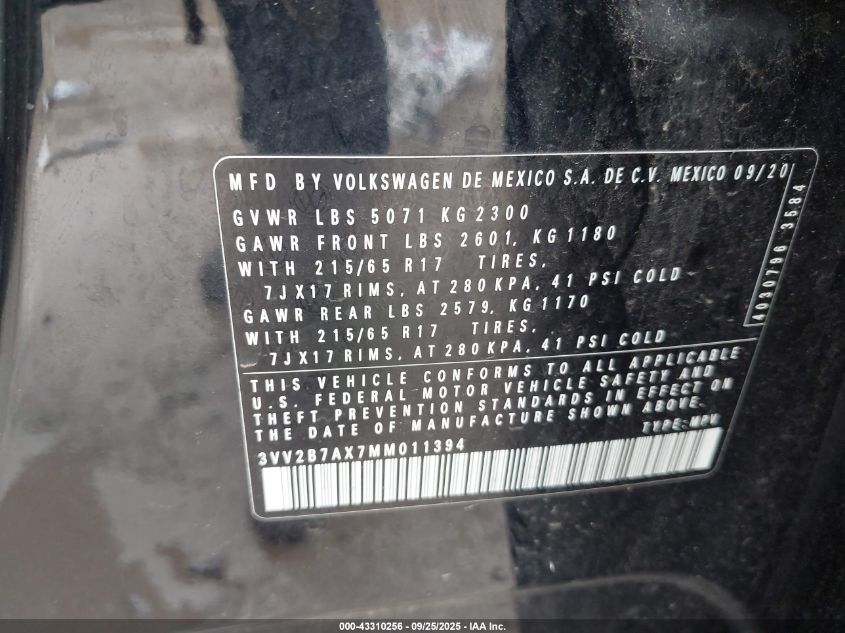 MFD BY VOLKSWAGEN DE MEXICO S.A. DE C.V. MEXICO 09/20
GVWR LBS 5071 KG 2300
GAWR FRONT LBS 2601, KG 1180
WITH 215/65 R17 TIRES,
7JX17 RIMS, AT 280 KPA, 41 PSI COLD
GAWR REAR LBS 2579, KG 1170
WITH 215/65 R17 TIRES,
7JX17 RIMS, AT 280 KPA, 41 PSI COLD
THIS VEHICLE CONFORMS TO ALL APPLICABLE
U.S. FEDERAL MOTOR VEHICLE SAFETY AND
THEFT PREVENTION STANDARDS IN EFFECT ON
THE DATE OF MANUFACTURE SHOWN ABOVE.
TYPE: MPV
3VV2B7AX7MM011394
4030796 3584
000-43310256 - 09/25/2025 - IAA Inc.